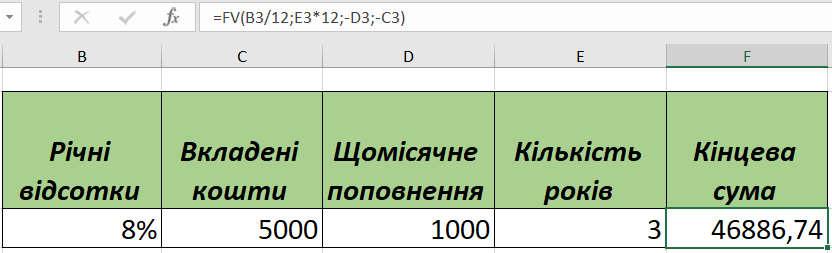 fx =FV(B3/12;E3*12;-D3;-C3)
B C D E F
Річні відсотки Вкладені кошти Щомісячне поповнення Кількість років Кінцева сума
8% 5000 1000 3 46886,74